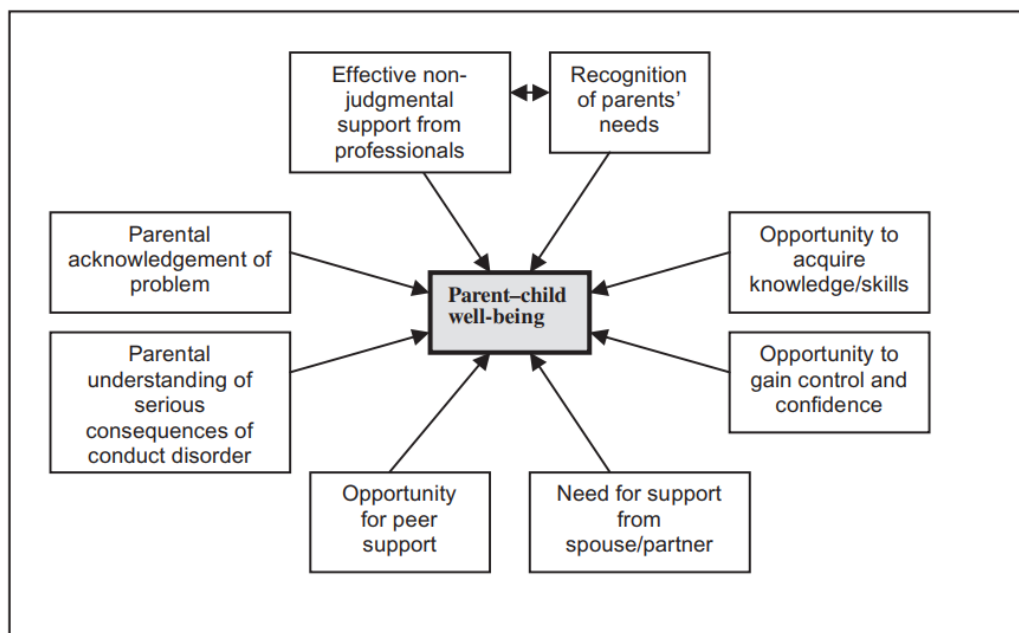 Effective non-
judgmental
support from
professionals
Recognition
of parents'
needs
Parental
acknowledgement of
problem
Opportunity to
acquire
knowledge/skills
Parent–child
well-being
Parental
understanding of
serious
consequences of
conduct disorder
Opportunity to
gain control and
confidence
Opportunity
for peer
support
Need for support
from
spouse/partner